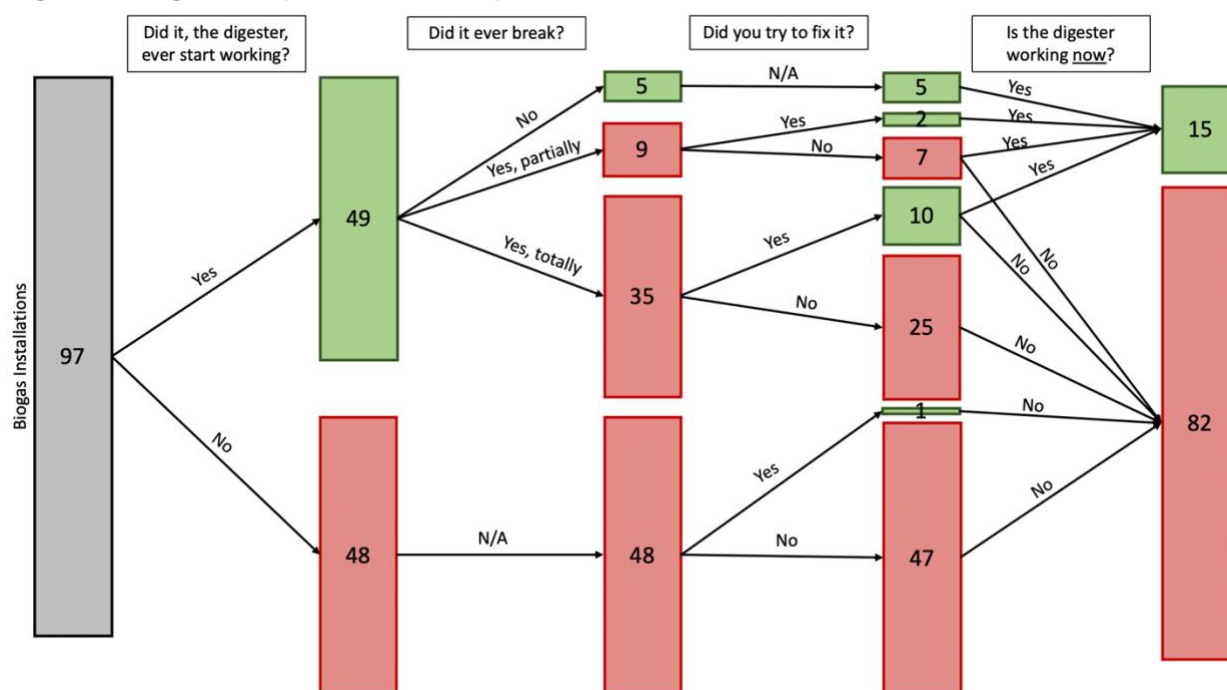 Did it, the digester,
ever start working?
Did it ever break?
Did you try to fix it?
Is the digester
working now?
Biogas Installations
97
Yes
No
49
48
No
Yes, partially
Yes, totally
N/A
5
9
35
48
N/A
Yes
No
Yes
No
Yes
No
5
2
7
10
25
1
47
Yes
Yes
Yes
Yes
No
No
No
No
No
15
82